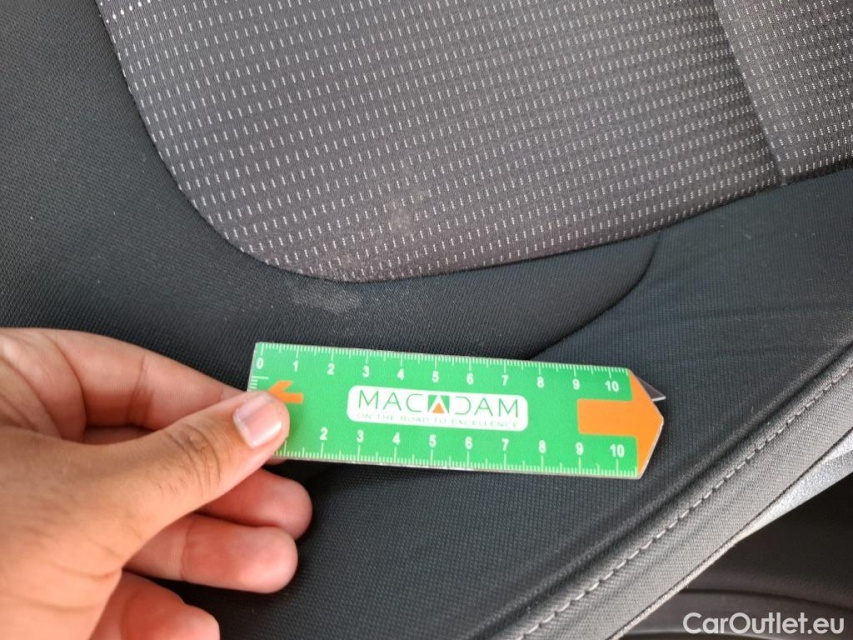 0 1 2 3 4 5 6 7 8 9 10
MACADAM
ON THE ROAD TO EXCELLENCE
2 3 4 5 6 7 8 9 10
CarOutlet.eu